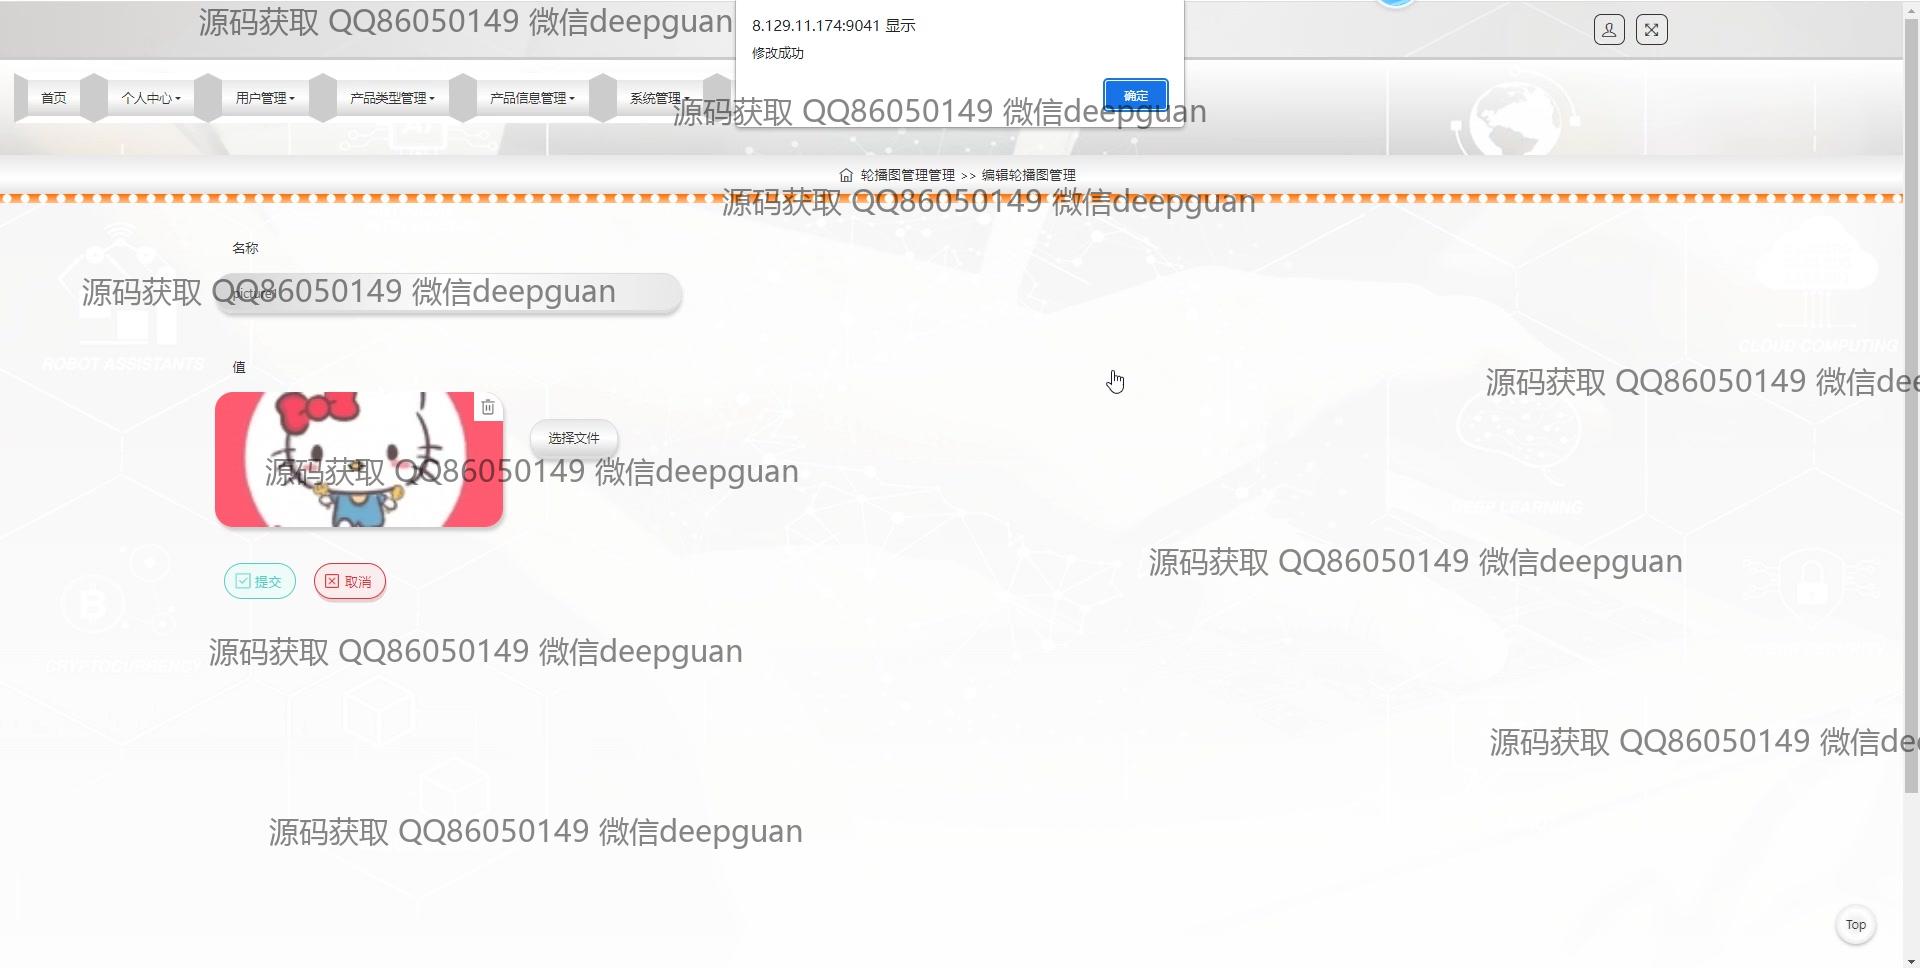 源码获取 QQ86050149 微信deepguan
8.129.11.174:9041 显示
修改成功
确定
首页
个人中心
用户管理
产品类型管理
产品信息管理
系统管理
源码获取 QQ86050149 微信deepguan
轮播图管理管理 >> 编辑轮播图管理
源码获取 QQ86050149 微信deepguan
名称
picture1
源码获取 QQ86050149 微信deepguan
ROBOT ASSISTANTS
CLOUD COMPUTING
值
源码获取 QQ86050149 微信dee
选择文件
源码获取 QQ86050149 微信deepguan
DEEP LEARNING
源码获取 QQ86050149 微信deepguan
提交
取消
源码获取 QQ86050149 微信deepguan
CRYPTOCURRENCY
源码获取 QQ86050149 微信dee
源码获取 QQ86050149 微信deepguan
Top